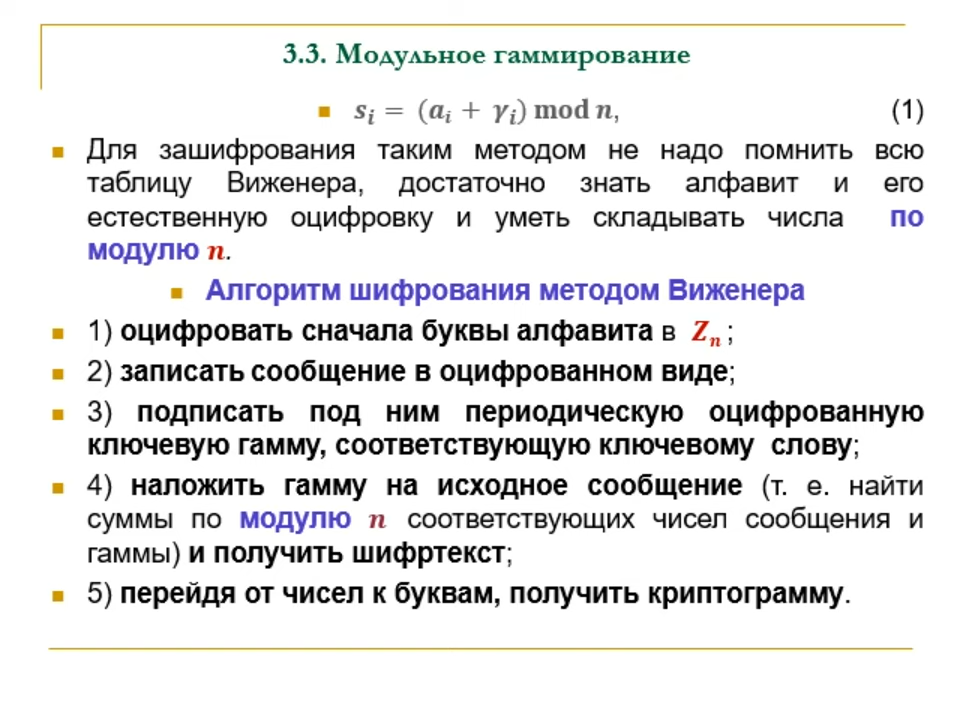 3.3. Модульное гаммирование
sᵢ = (aᵢ + γᵢ) mod n, (1)
Для зашифрования таким методом не надо помнить всю
таблицу Виженера, достаточно знать алфавит и его
естественную оцифровку и уметь складывать числа по
модулю n.
Алгоритм шифрования методом Виженера
1) оцифровать сначала буквы алфавита в Zₙ ;
2) записать сообщение в оцифрованном виде;
3) подписать под ним периодическую оцифрованную
ключевую гамму, соответствующую ключевому слову;
4) наложить гамму на исходное сообщение (т. е. найти
суммы по модулю n соответствующих чисел сообщения и
гаммы) и получить шифртекст;
5) перейдя от чисел к буквам, получить криптограмму.